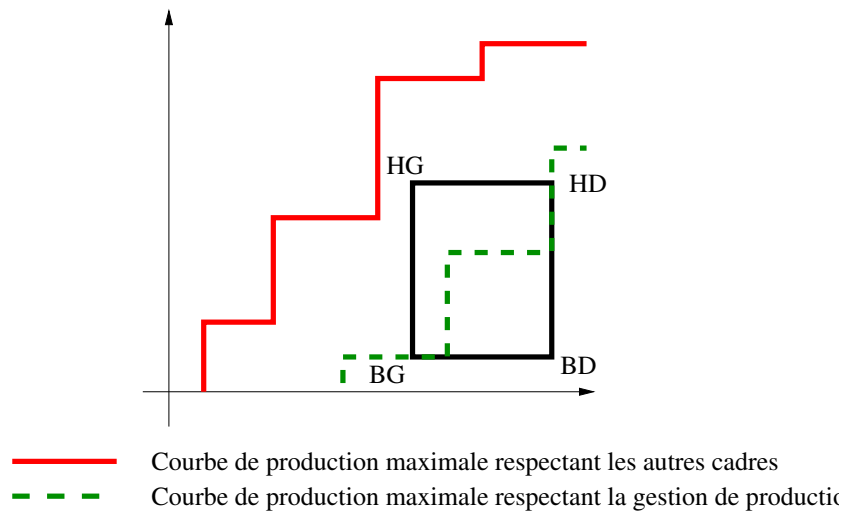 HG
HD
BG
BD
Courbe de production maximale respectant les autres cadres
Courbe de production maximale respectant la gestion de productio